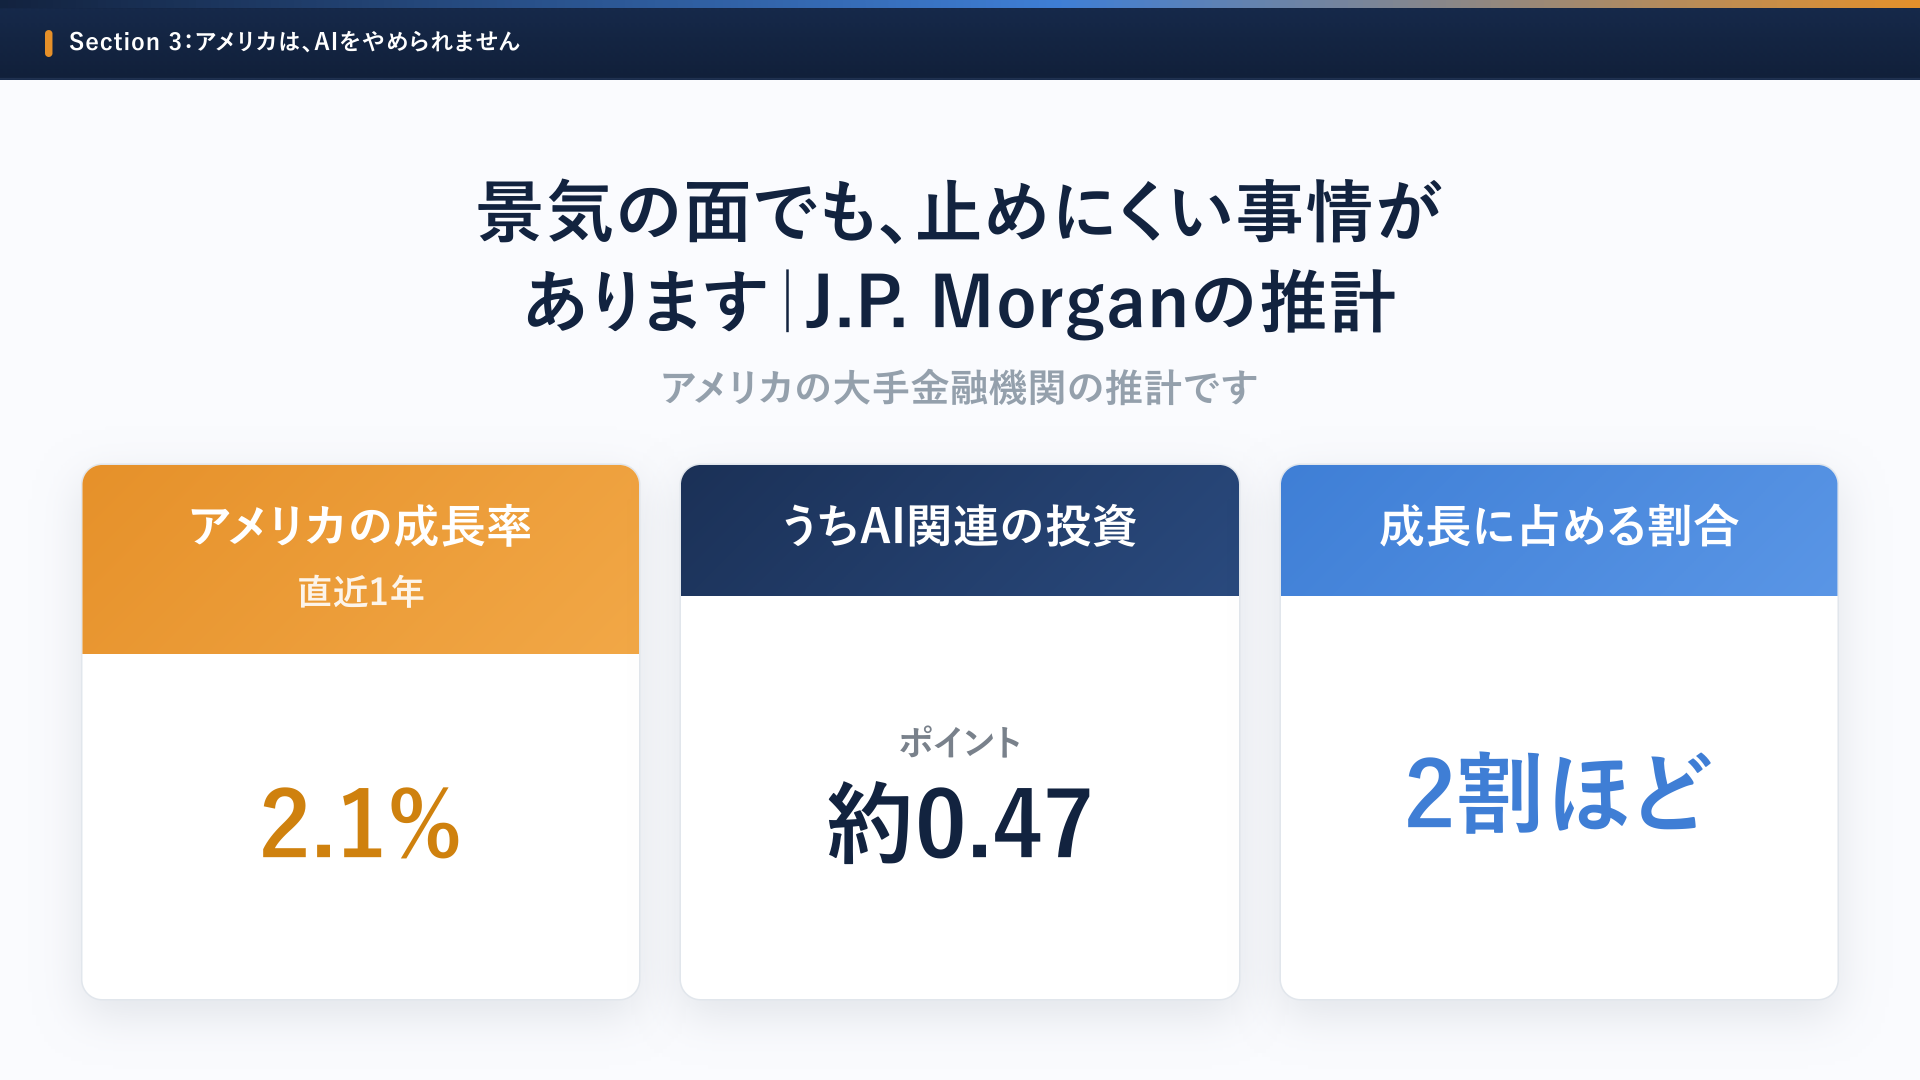 Section 3：アメリカは、AIをやめられません
景気の面でも、止めにくい事情が
あります｜J.P. Morganの推計
アメリカの大手金融機関の推計です
アメリカの成長率
直近1年
2.1%
うちAI関連の投資
ポイント
約0.47
成長に占める割合
2割ほど